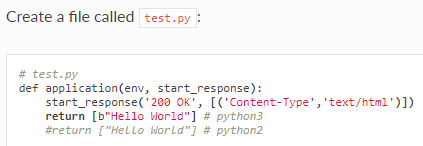 Create a file called test.py:
# test.py
def application(env, start_response):
    start_response('200 OK', [('Content-Type','text/html')])
    return [b"Hello World"] # python3
    #return ["Hello World"] # python2